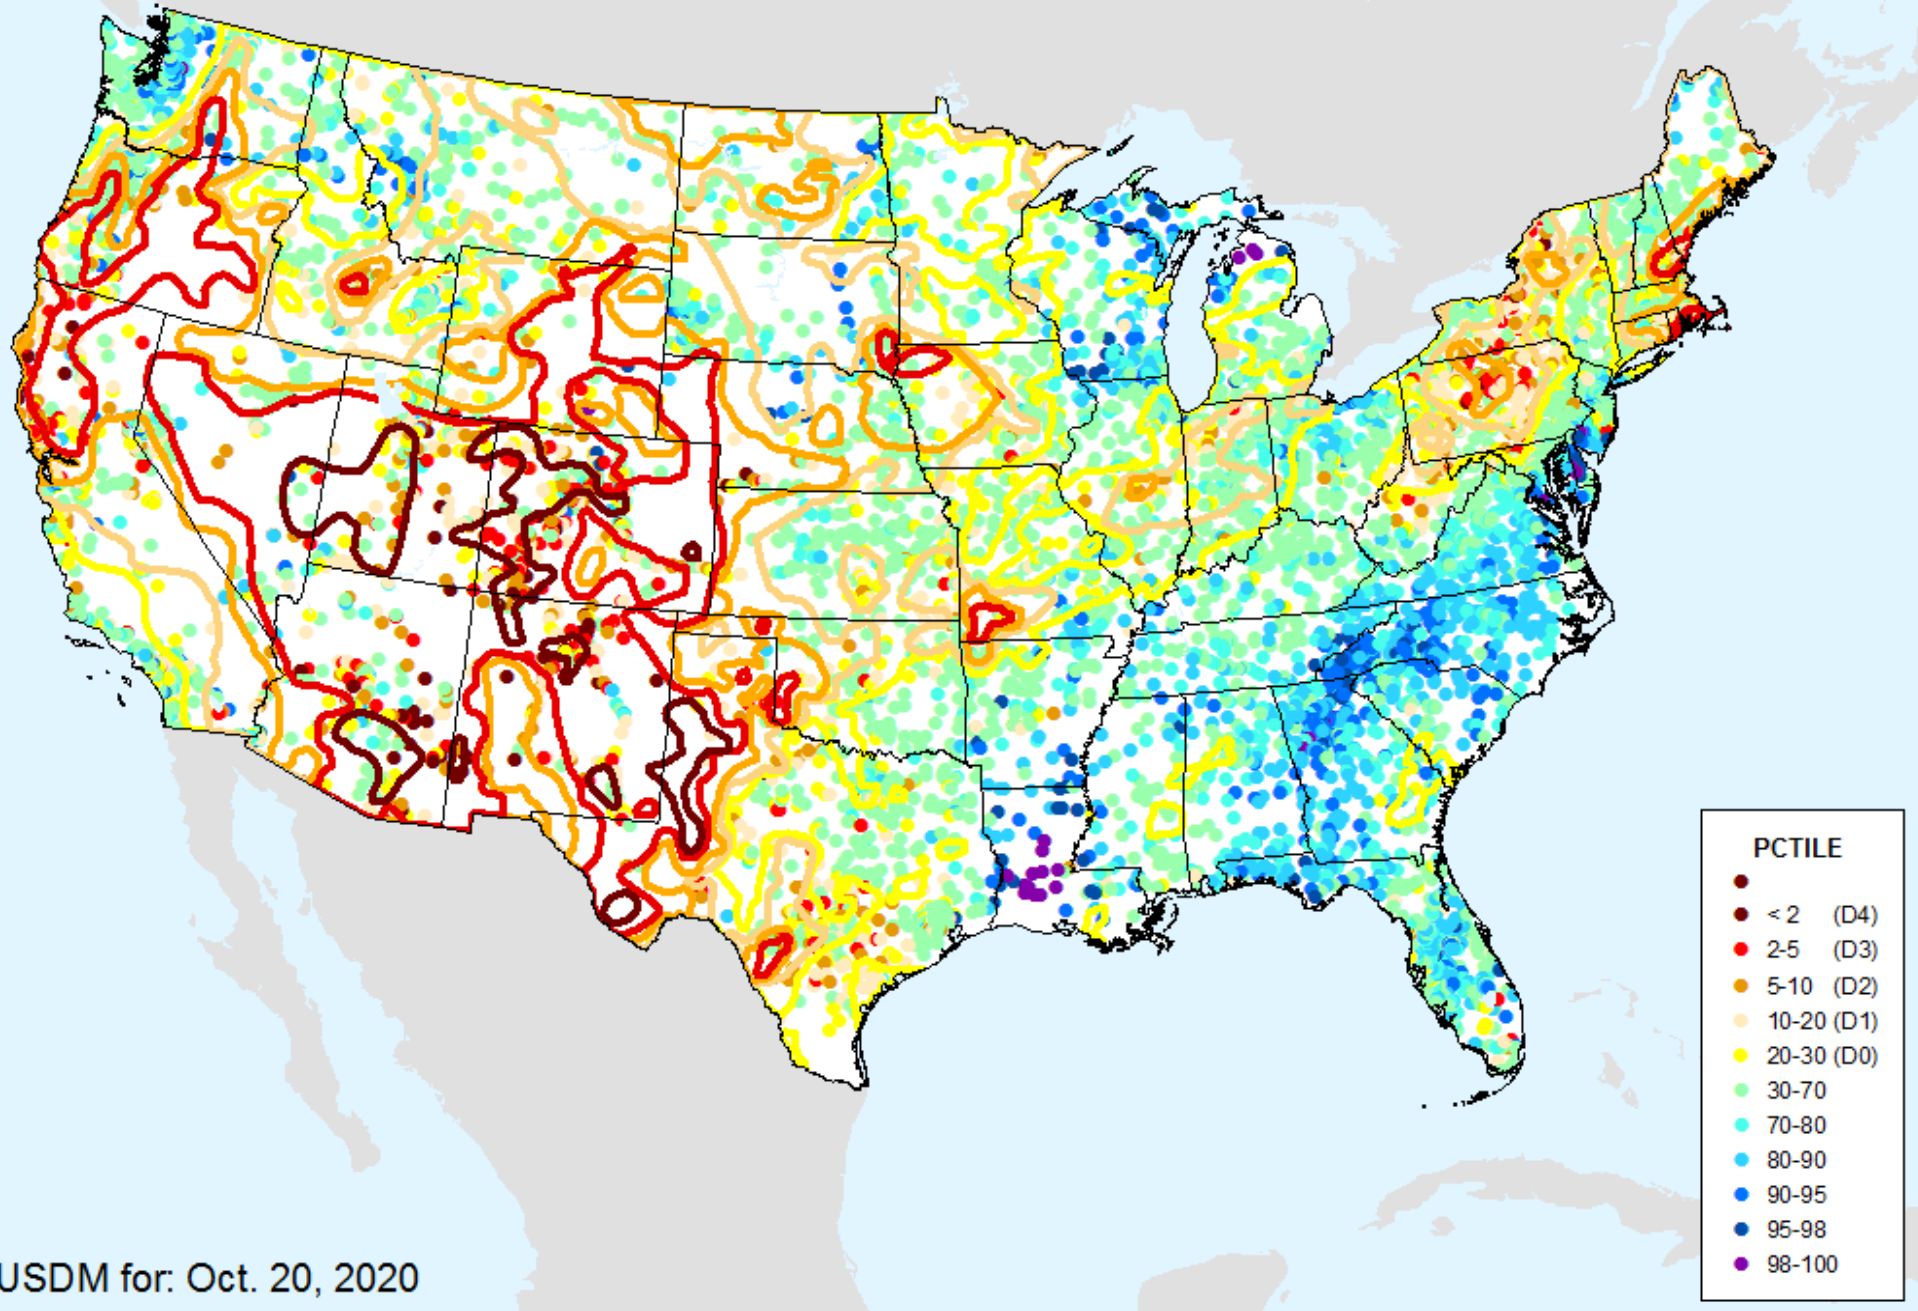 PCTILE
< 2 (D4)
2-5 (D3)
5-10 (D2)
10-20 (D1)
20-30 (D0)
30-70
70-80
80-90
90-95
95-98
98-100
USDM for: Oct. 20, 2020